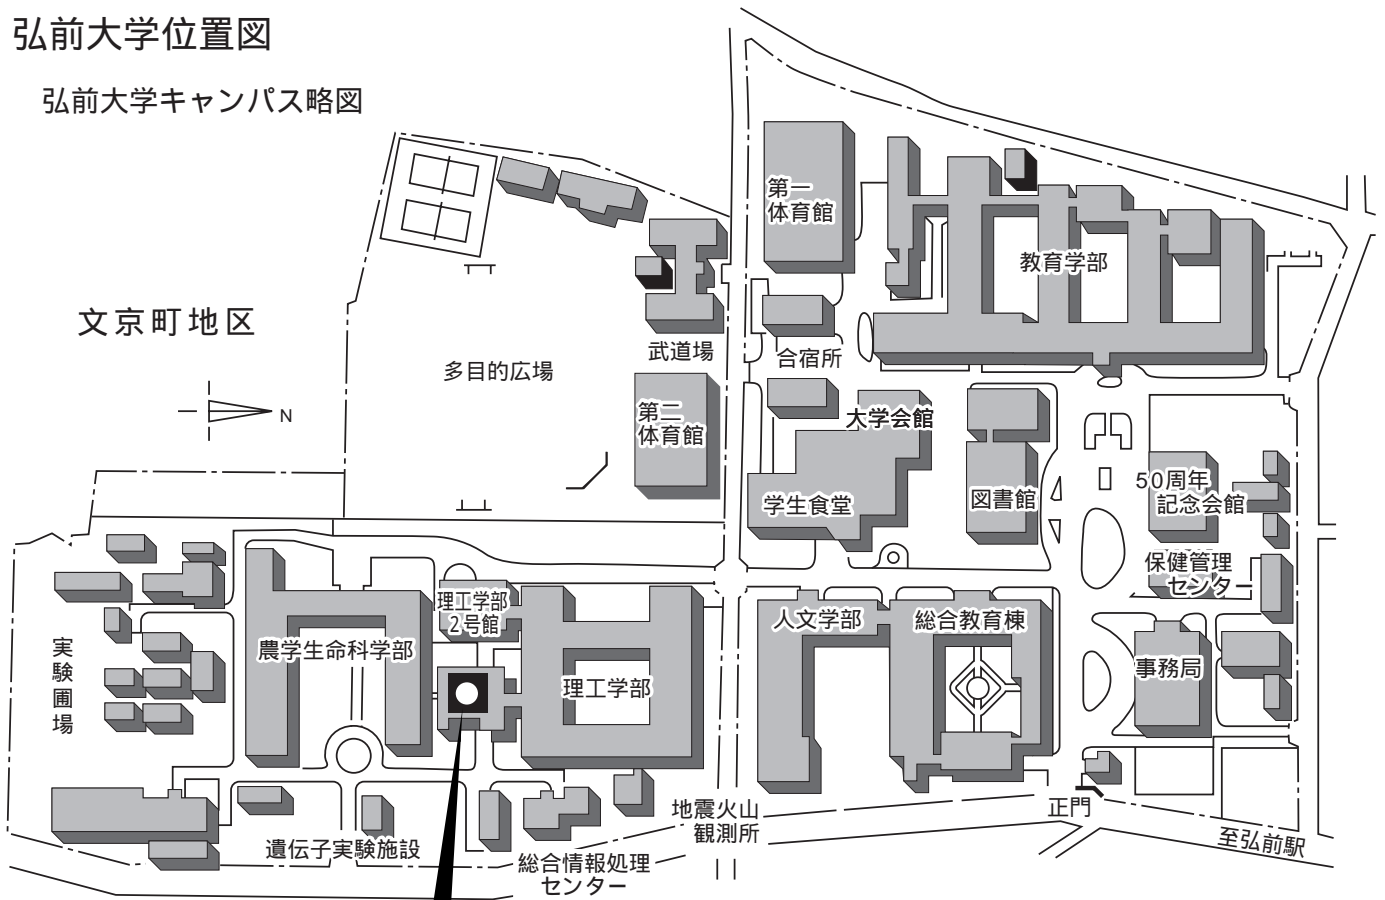 弘前大学位置図
弘前大学キャンパス略図
文京町地区
N
第一
体育館
教育学部
武道場
合宿所
多目的広場
第二
体育館
大学会館
学生食堂
図書館
50周年
記念会館
保健管理
センター
理工学部
2号館
人文学部
総合教育棟
実験圃場
農学生命科学部
理工学部
事務局
地震火山
観測所
正門
至弘前駅
遺伝子実験施設
総合情報処理
センター